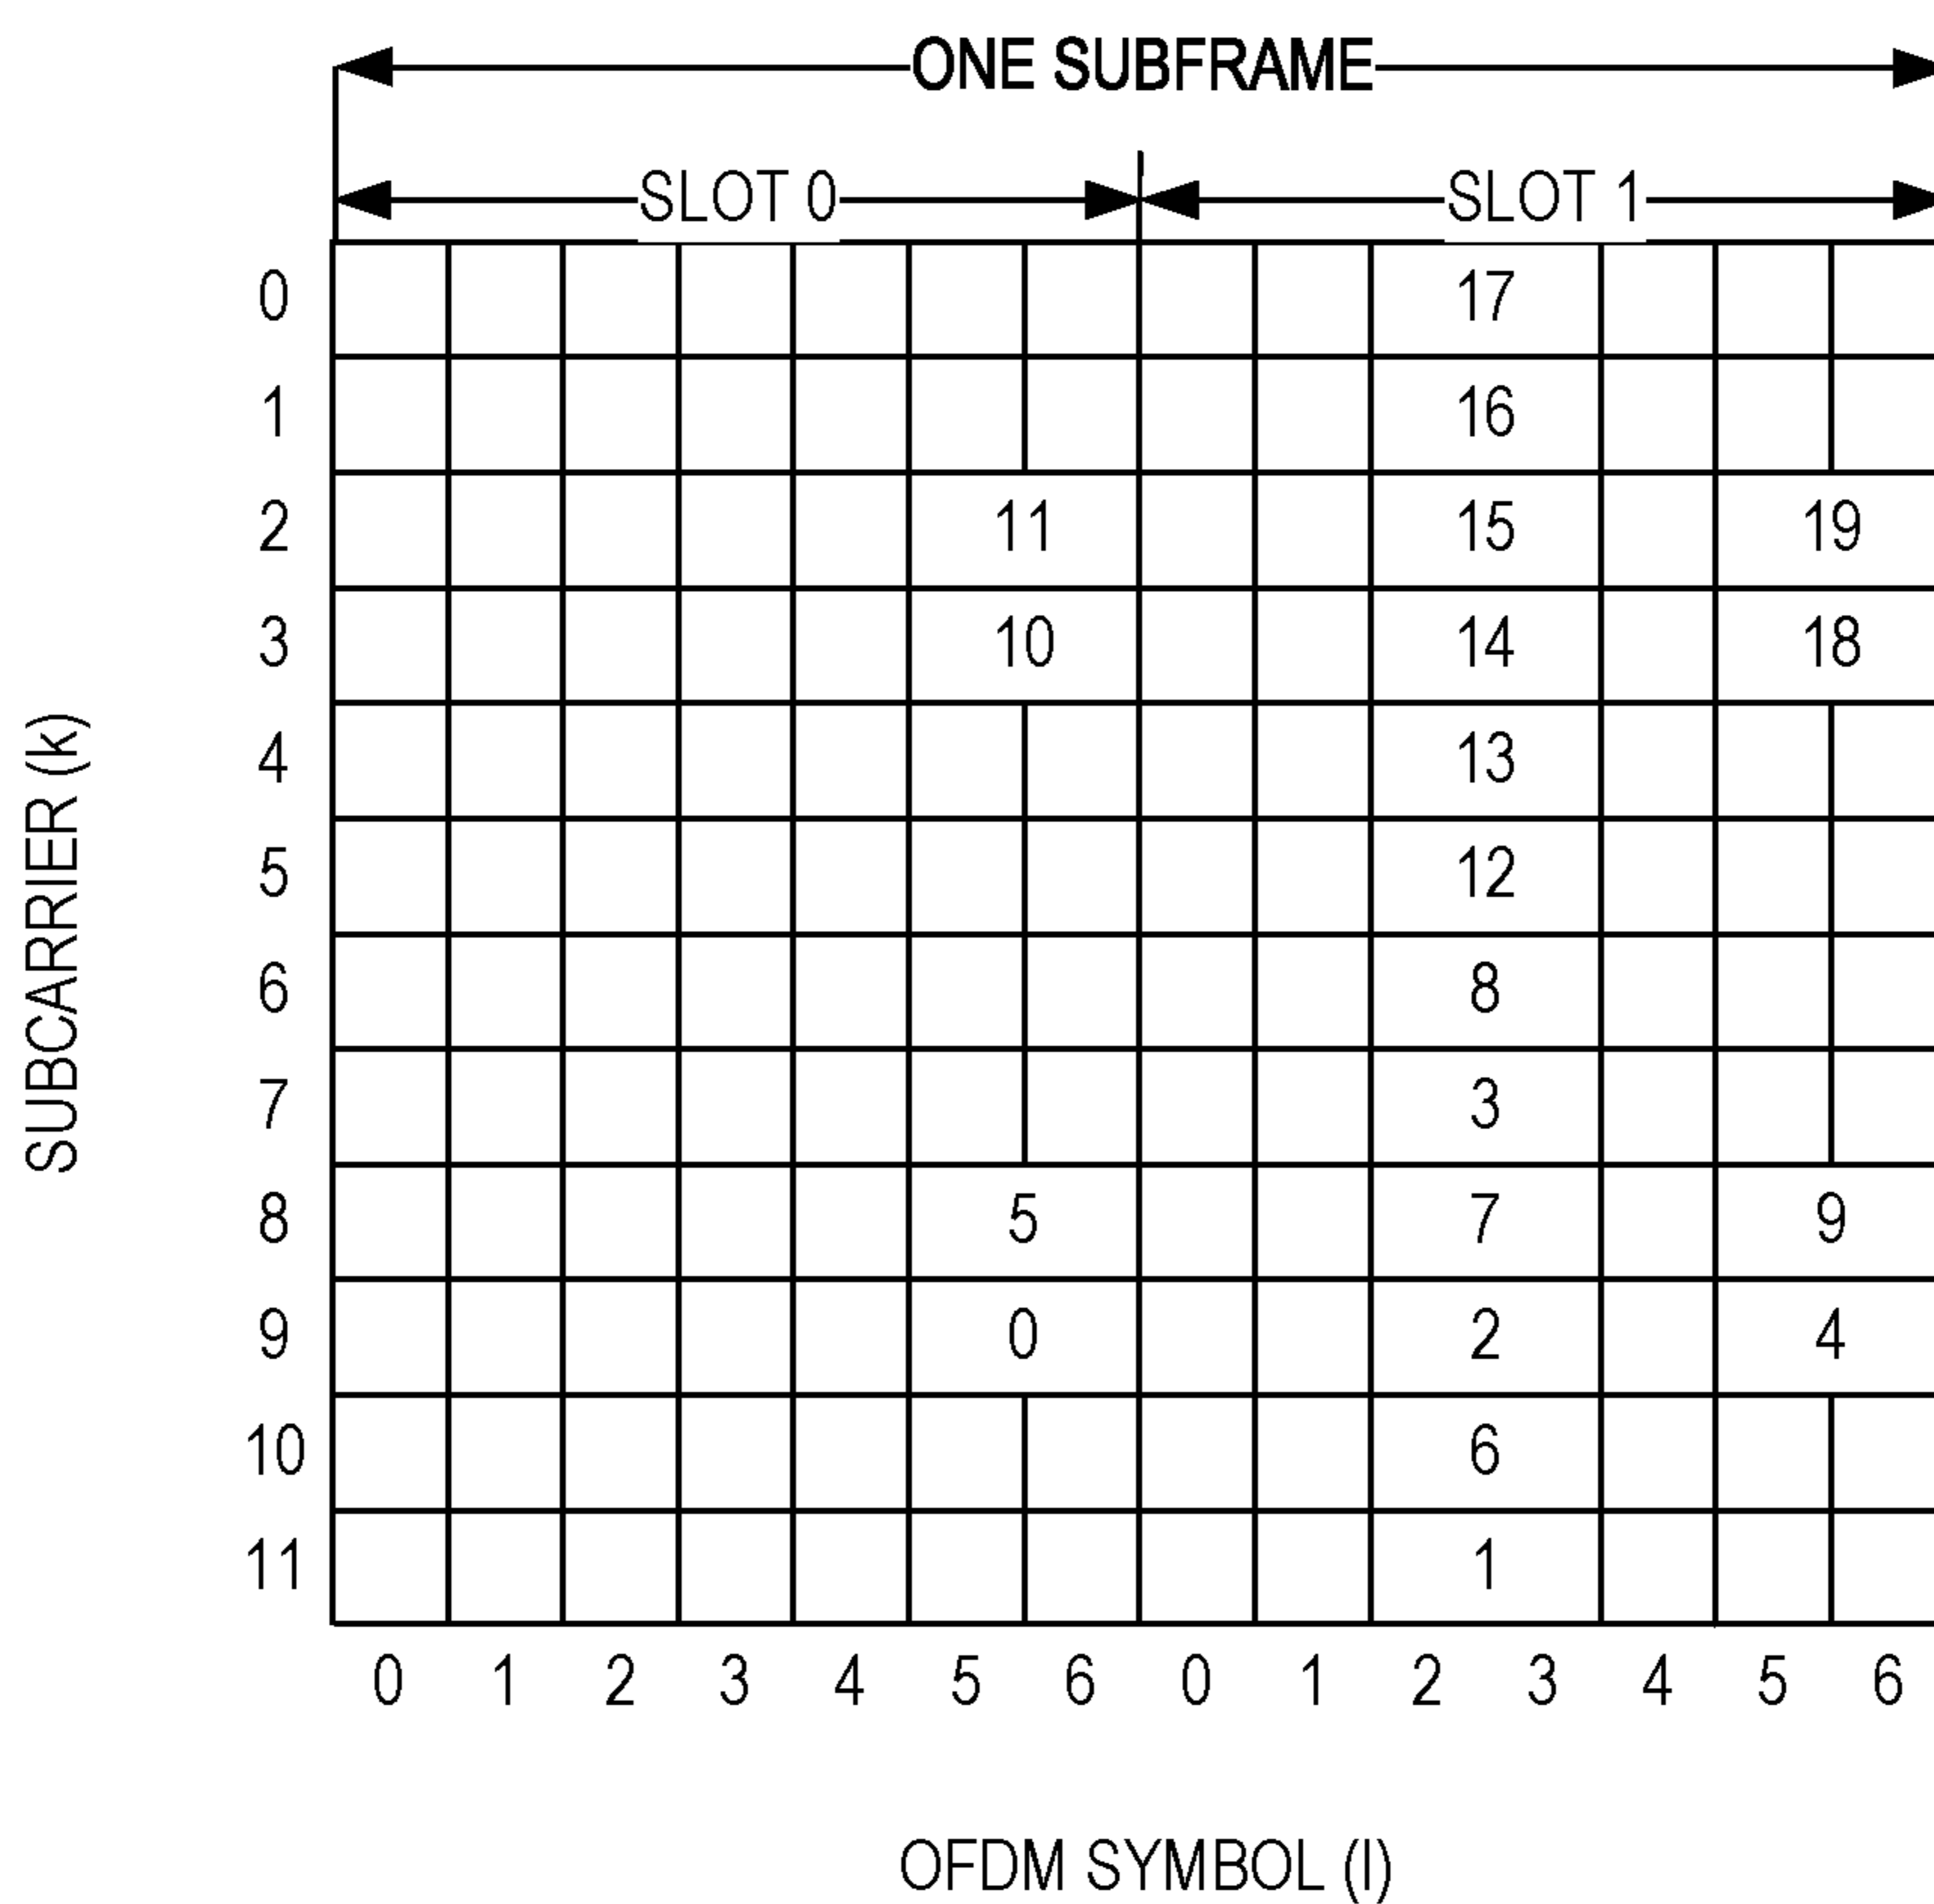 ONE SUBFRAME
SLOT 0 SLOT 1
0 17
1 16
2 11 15 19
3 10 14 18
4 13
5 12
6 8
7 3
8 5 7 9
9 0 2 4
10 6
11 1
0 1 2 3 4 5 6 0 1 2 3 4 5 6
SUBCARRIER (k)
OFDM SYMBOL (l)